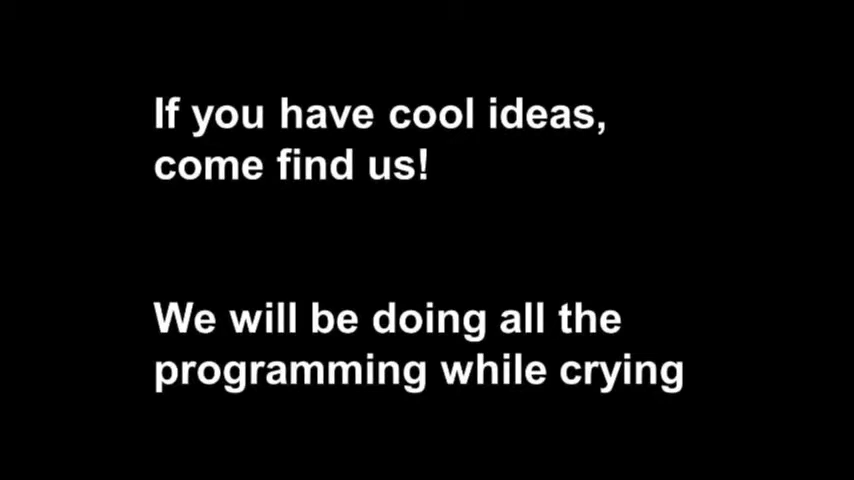 If you have cool ideas,
come find us!
We will be doing all the
programming while crying